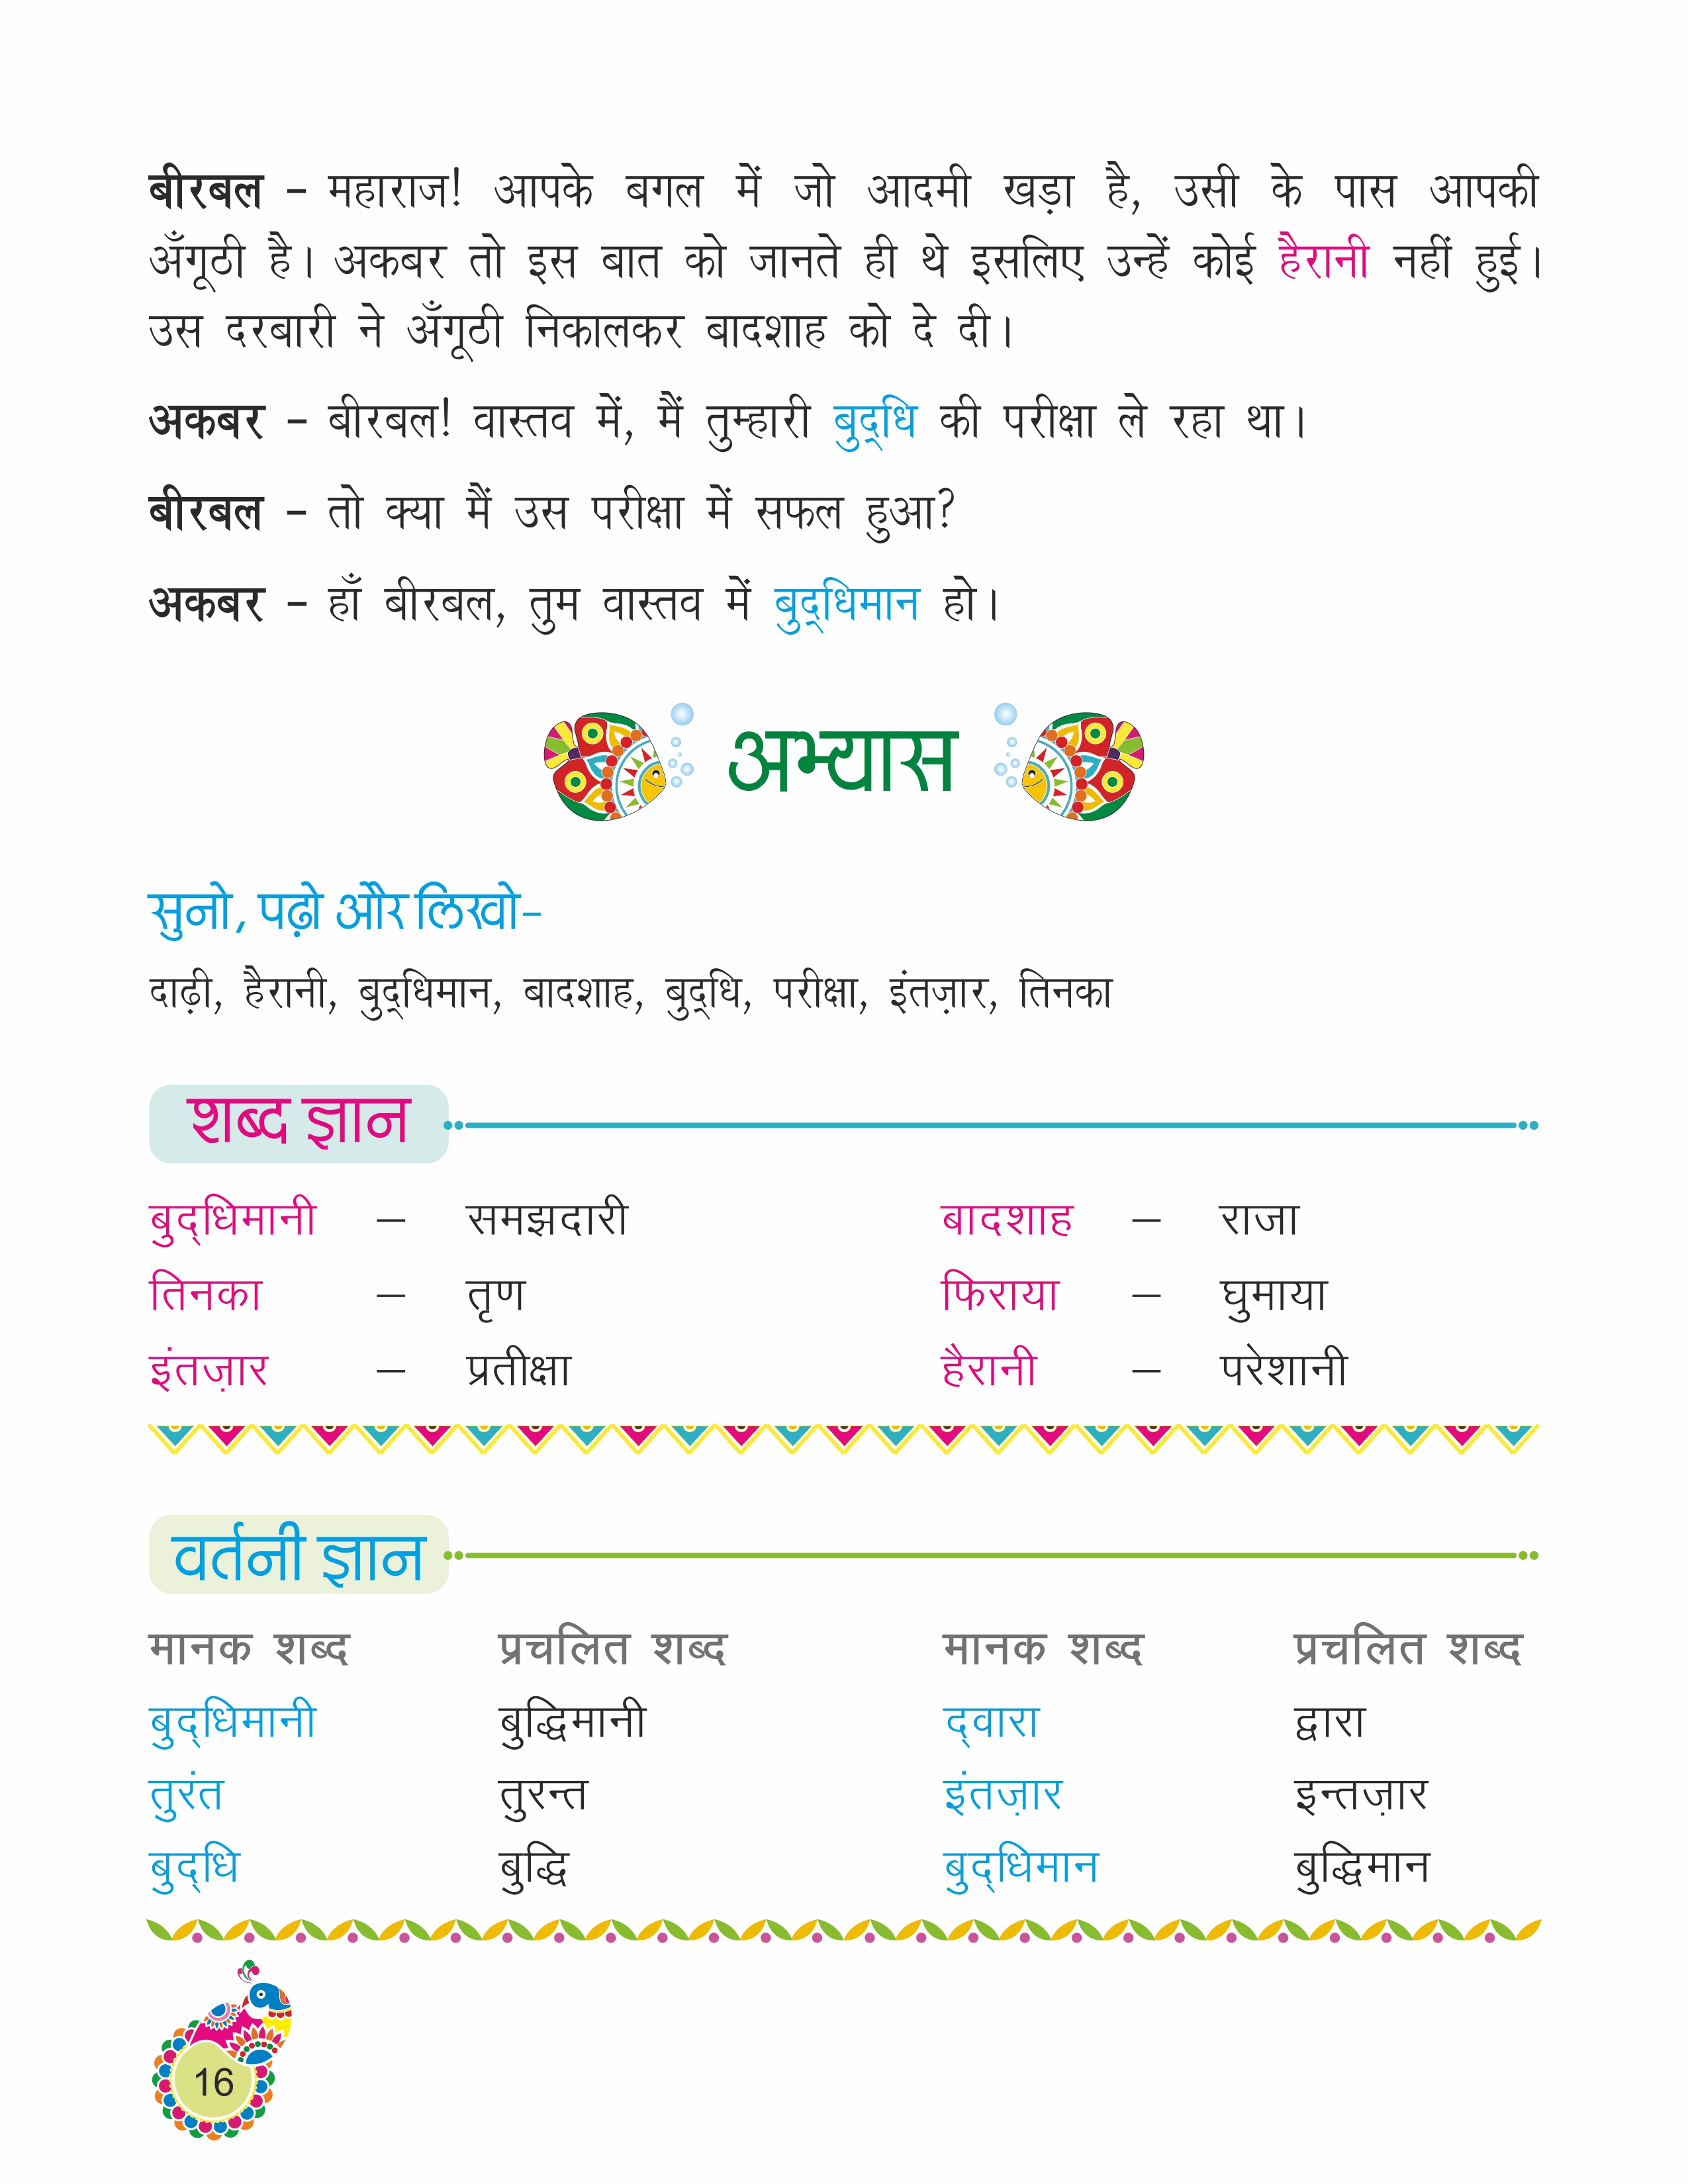 बीरबल – महाराज! आपके बगल में जो आदमी खड़ा है, उसी के पास आपकी
अँगूठी है। अकबर तो इस बात को जानते ही थे इसलिए उन्हें कोई हैरानी नहीं हुई।
उस दरबारी ने अँगूठी निकालकर बादशाह को दे दी।
अकबर – बीरबल! वास्तव में, मैं तुम्हारी बुद्‌धि की परीक्षा ले रहा था।
बीरबल – तो क्या मैं उस परीक्षा में सफल हुआ?
अकबर – हाँ बीरबल, तुम वास्तव में बुद्‌धिमान हो।
अभ्यास
सुनो, पढ़ो और लिखो-
दाढ़ी, हैरानी, बुद्‌धिमान, बादशाह, बुद्‌धि, परीक्षा, इंतज़ार, तिनका
शब्द ज्ञान
बुद्‌धिमानी – समझदारी बादशाह – राजा
तिनका – तृण फिराया – घुमाया
इंतज़ार – प्रतीक्षा हैरानी – परेशानी
वर्तनी ज्ञान
मानक शब्द प्रचलित शब्द मानक शब्द प्रचलित शब्द
बुद्‌धिमानी बुद्धिमानी द्‌वारा द्वारा
तुरंत तुरन्त इंतज़ार इन्तज़ार
बुद्‌धि बुद्धि बुद्‌धिमान बुद्धिमान
16